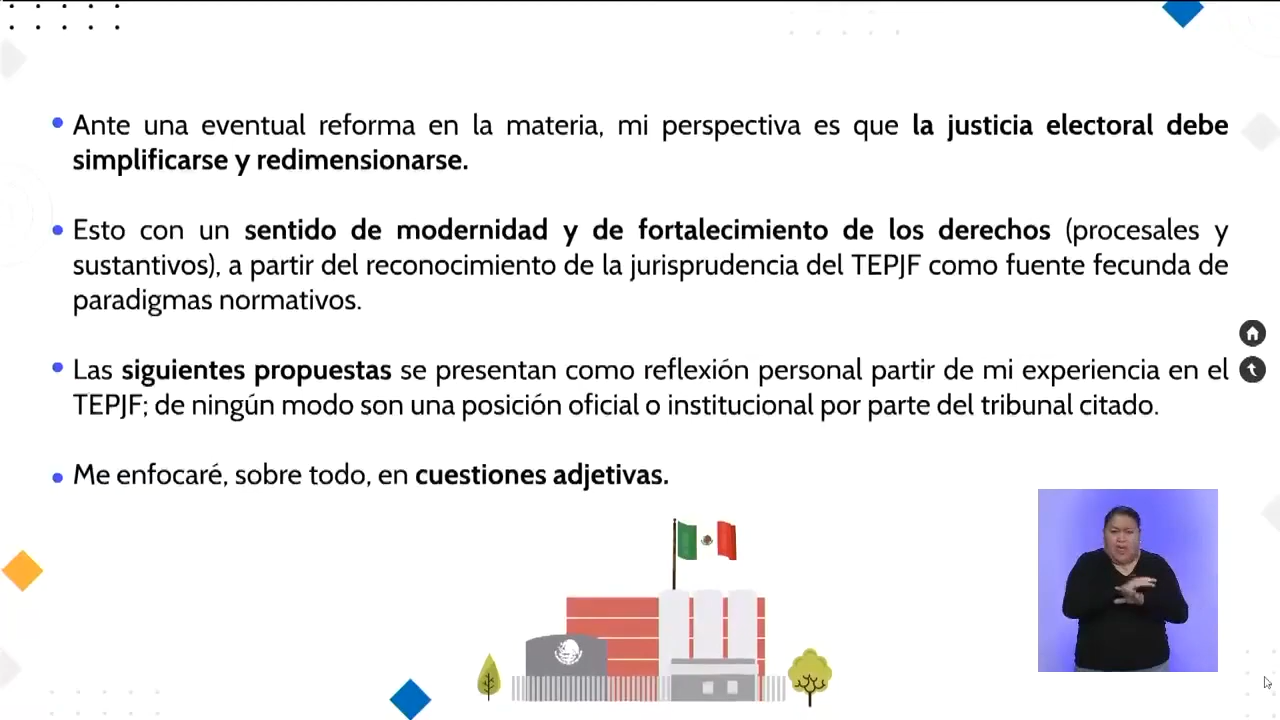 Ante una eventual reforma en la materia, mi perspectiva es que la justicia electoral debe
simplificarse y redimensionarse.
Esto con un sentido de modernidad y de fortalecimiento de los derechos (procesales y
sustantivos), a partir del reconocimiento de la jurisprudencia del TEPJF como fuente fecunda de
paradigmas normativos.
Las siguientes propuestas se presentan como reflexión personal partir de mi experiencia en el
TEPJF; de ningún modo son una posición oficial o institucional por parte del tribunal citado.
Me enfocaré, sobre todo, en cuestiones adjetivas.